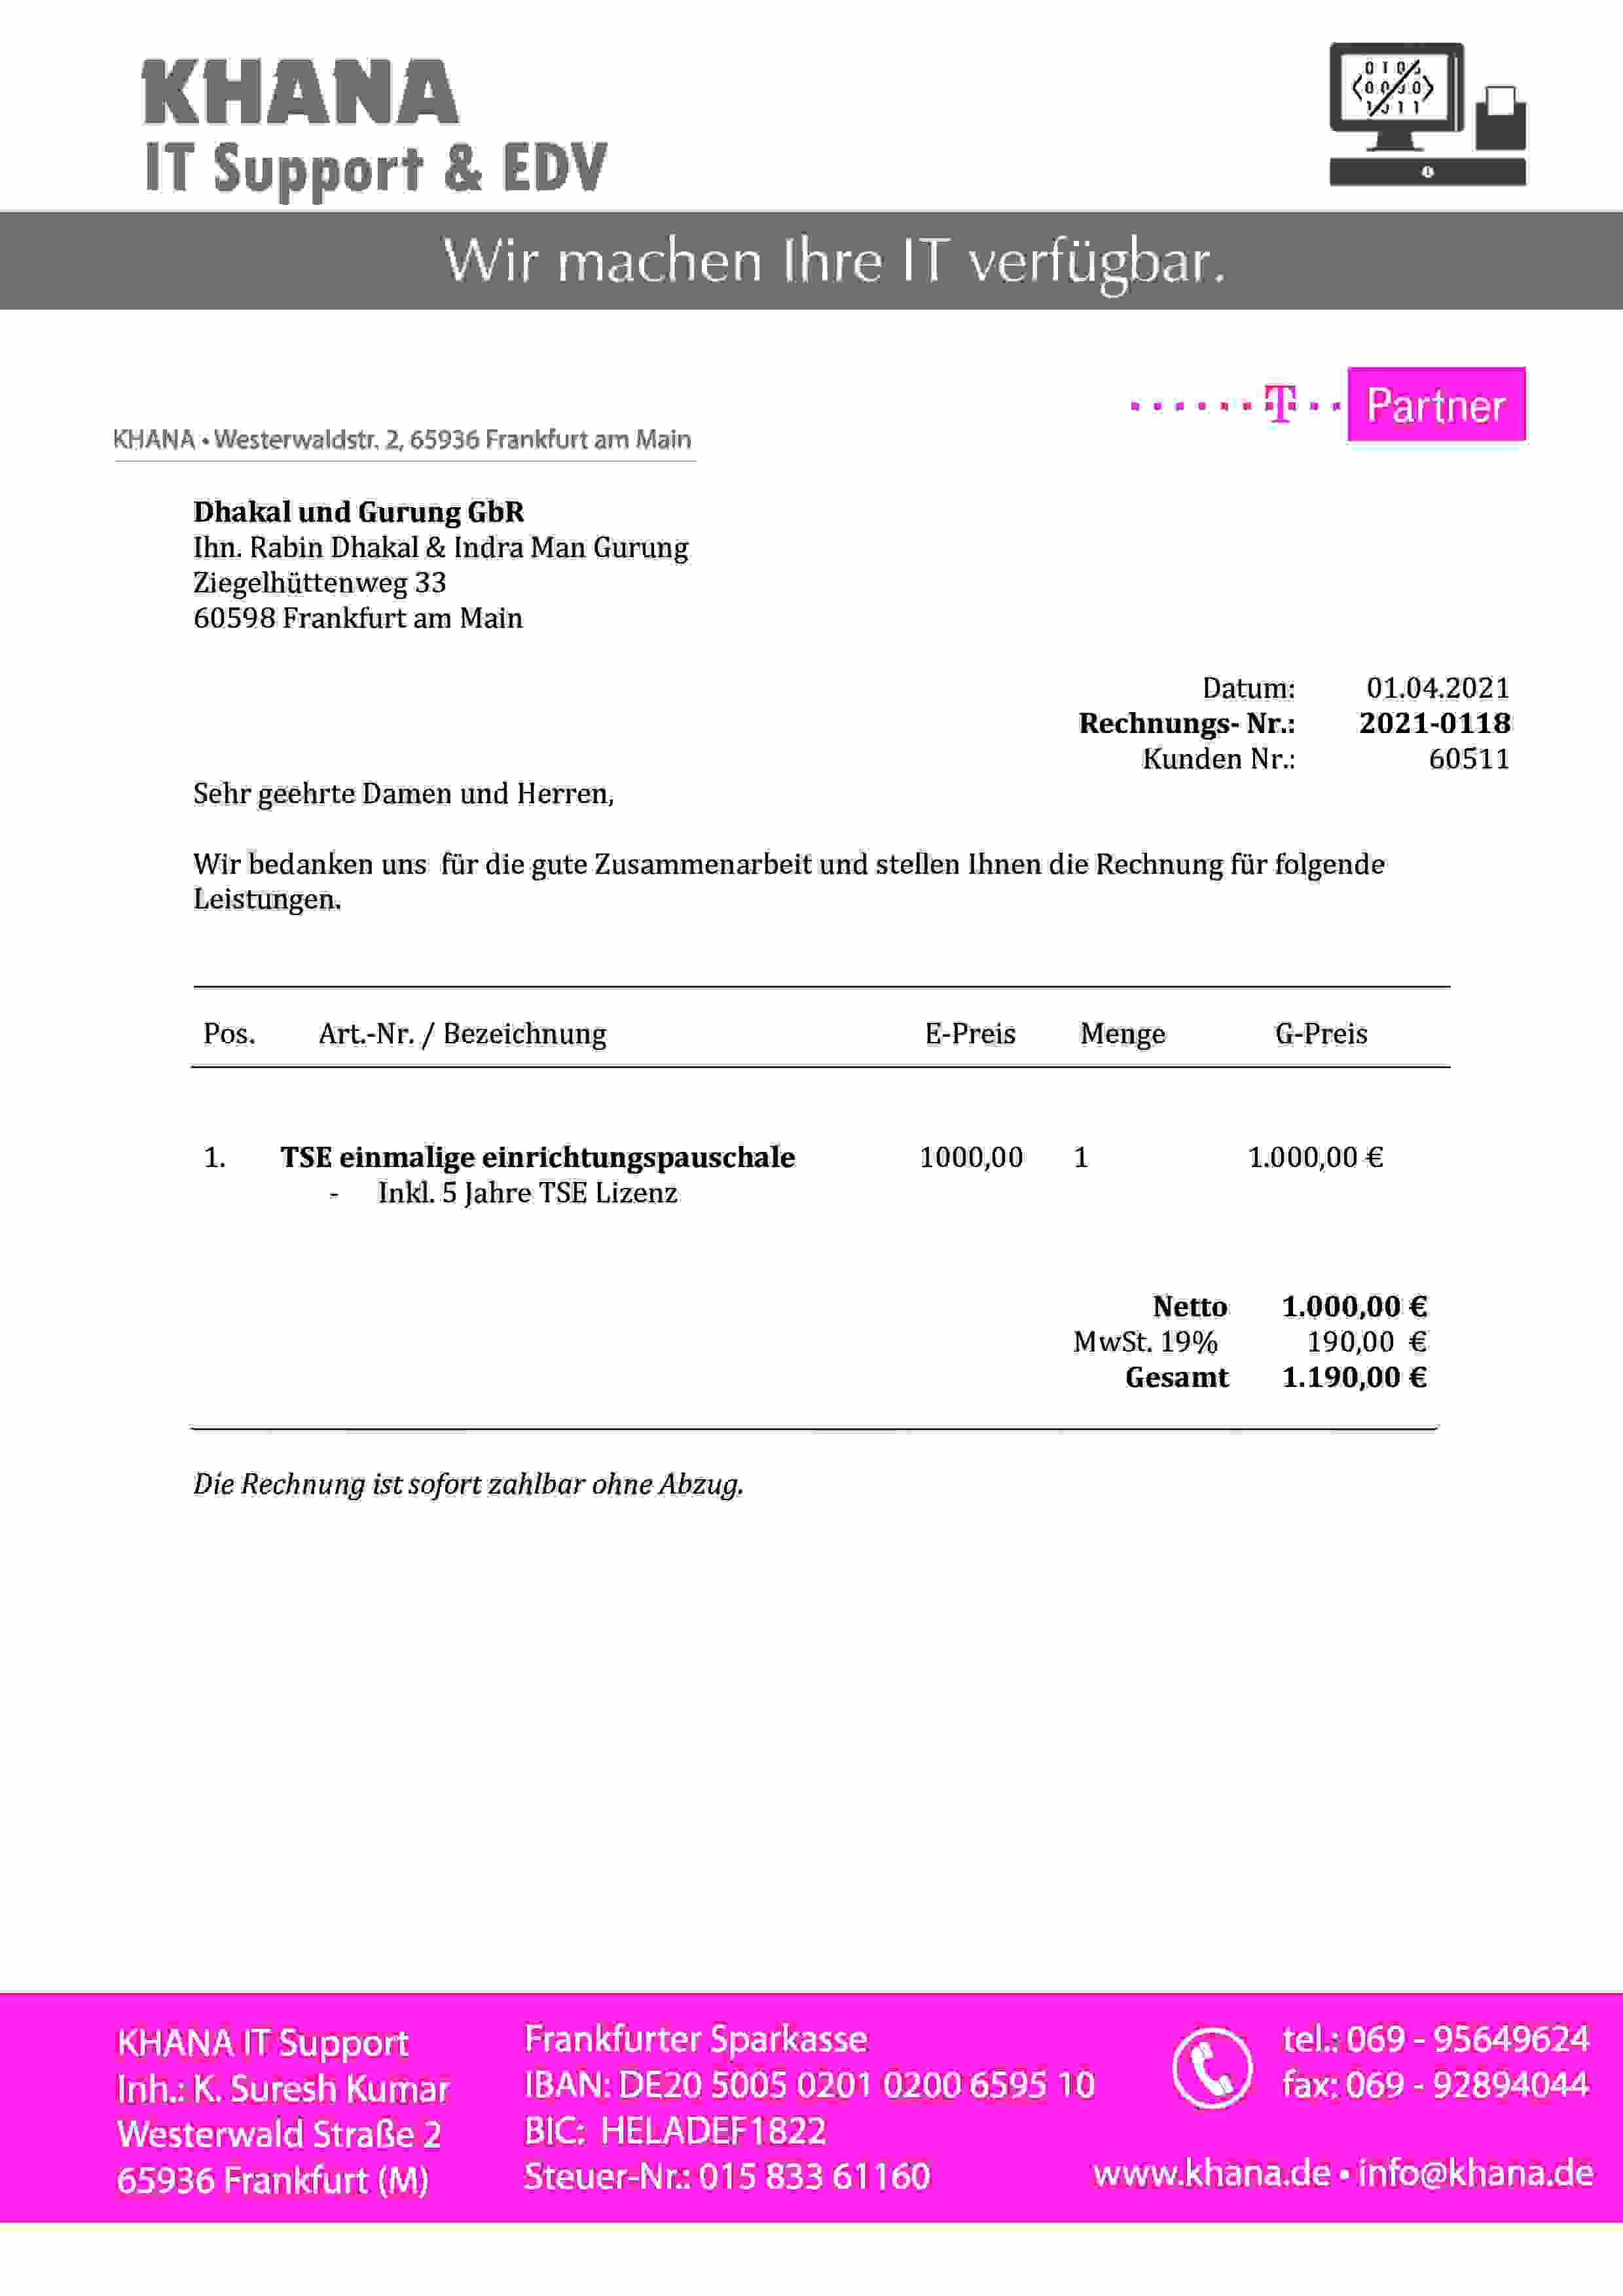 KHANA
IT Support & EDV
Wir machen Ihre IT verfügbar.
T Partner
KHANA • Westerwaldstr. 2, 65936 Frankfurt am Main
Dhakal und Gurung GbR
Ihn. Rabin Dhakal & Indra Man Gurung
Ziegelhüttenweg 33
60598 Frankfurt am Main
Datum: 01.04.2021
Rechnungs- Nr.: 2021-0118
Kunden Nr.: 60511
Sehr geehrte Damen und Herren,
Wir bedanken uns für die gute Zusammenarbeit und stellen Ihnen die Rechnung für folgende
Leistungen.
Pos. Art.-Nr. / Bezeichnung E-Preis Menge G-Preis
1. TSE einmalige einrichtungspauschale 1000,00 1 1.000,00 €
- Inkl. 5 Jahre TSE Lizenz
Netto 1.000,00 €
MwSt. 19% 190,00 €
Gesamt 1.190,00 €
Die Rechnung ist sofort zahlbar ohne Abzug.
KHANA IT Support
Inh.: K. Suresh Kumar
Westerwald Straße 2
65936 Frankfurt (M)
Frankfurter Sparkasse
IBAN: DE20 5005 0201 0200 6595 10
BIC: HELADEF1822
Steuer-Nr.: 015 833 61160
tel.: 069 - 95649624
fax: 069 - 92894044
www.khana.de • info@khana.de